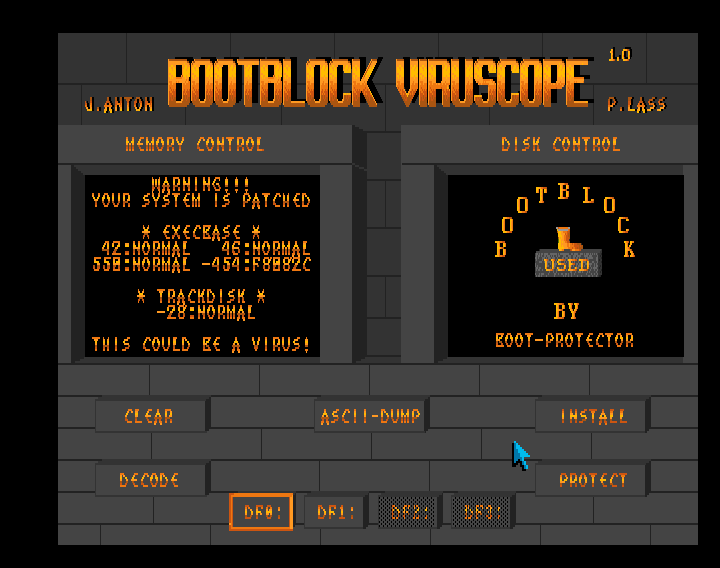 BOOTBLOCK VIRUSCOPE
1.0
J.ANTON
P.LASS
MEMORY CONTROL
WARNING!!!
YOUR SYSTEM IS PATCHED
* EXECBASE *
42:NORMAL 46:NORMAL
550:NORMAL -454:F8082C
* TRACKDISK *
-28:NORMAL
THIS COULD BE A VIRUS!
DISK CONTROL
BOOTBLOCK
USED
BY
BOOT-PROTECTOR
CLEAR
ASCII-DUMP
INSTALL
DECODE
PROTECT
DF0:
DF1:
DF2:
DF3: